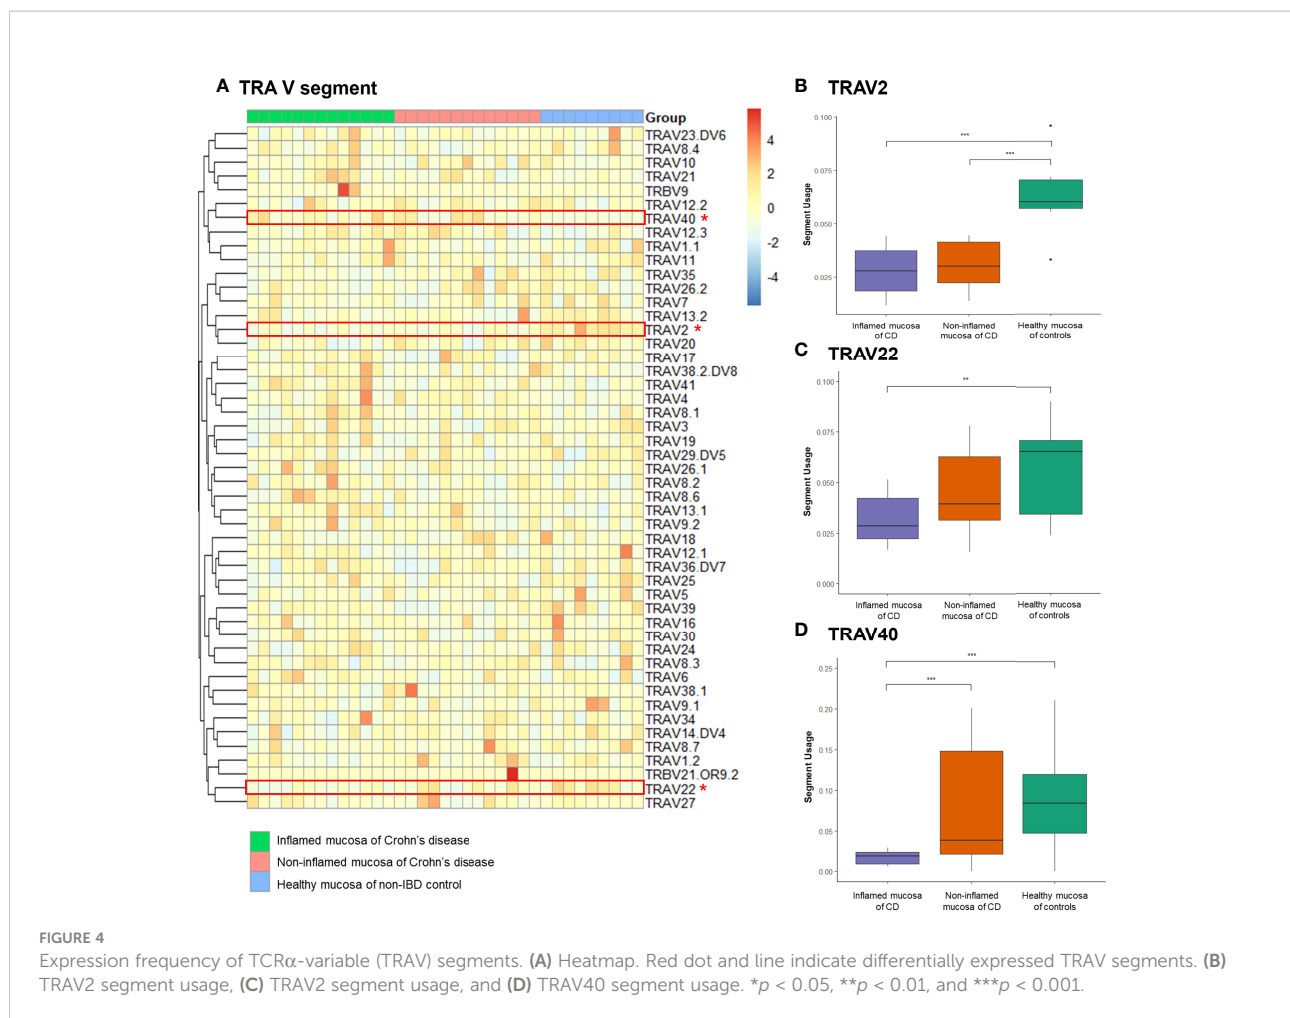 A TRA V segment
Group
TRAV23.DV6
TRAV8.4
TRAV10
TRAV21
TRBV9
TRAV12.2
TRAV40 *
TRAV12.3
TRAV1.1
TRAV11
TRAV35
TRAV26.2
TRAV7
TRAV13.2
TRAV2 *
TRAV20
TRAV17
TRAV38.2.DV8
TRAV41
TRAV4
TRAV8.1
TRAV3
TRAV19
TRAV29.DV5
TRAV26.1
TRAV8.2
TRAV8.6
TRAV13.1
TRAV9.2
TRAV18
TRAV12.1
TRAV36.DV7
TRAV25
TRAV5
TRAV39
TRAV16
TRAV30
TRAV24
TRAV8.3
TRAV6
TRAV38.1
TRAV9.1
TRAV34
TRAV14.DV4
TRAV8.7
TRAV1.2
TRBV21.OR9.2
TRAV22 *
TRAV27
4
2
0
-2
-4
Inflamed mucosa of Crohn's disease
Non-inflamed mucosa of Crohn's disease
Healthy mucosa of non-IBD control
B TRAV2
Segment Usage
0.100
0.075
0.050
0.025
***
***
Inflamed mucosa
of CD
Non-inflamed
mucosa of CD
Healthy mucosa
of controls
C TRAV22
Segment Usage
0.100
0.075
0.050
0.025
0.000
**
Inflamed mucosa
of CD
Non-inflamed
mucosa of CD
Healthy mucosa
of controls
D TRAV40
Segment Usage
0.25
0.20
0.15
0.10
0.05
0.00
***
***
Inflamed mucosa
of CD
Non-inflamed
mucosa of CD
Healthy mucosa
of controls
FIGURE 4
Expression frequency of TCRα-variable (TRAV) segments. (A) Heatmap. Red dot and line indicate differentially expressed TRAV segments. (B)
TRAV2 segment usage, (C) TRAV2 segment usage, and (D) TRAV40 segment usage. *p < 0.05, **p < 0.01, and ***p < 0.001.